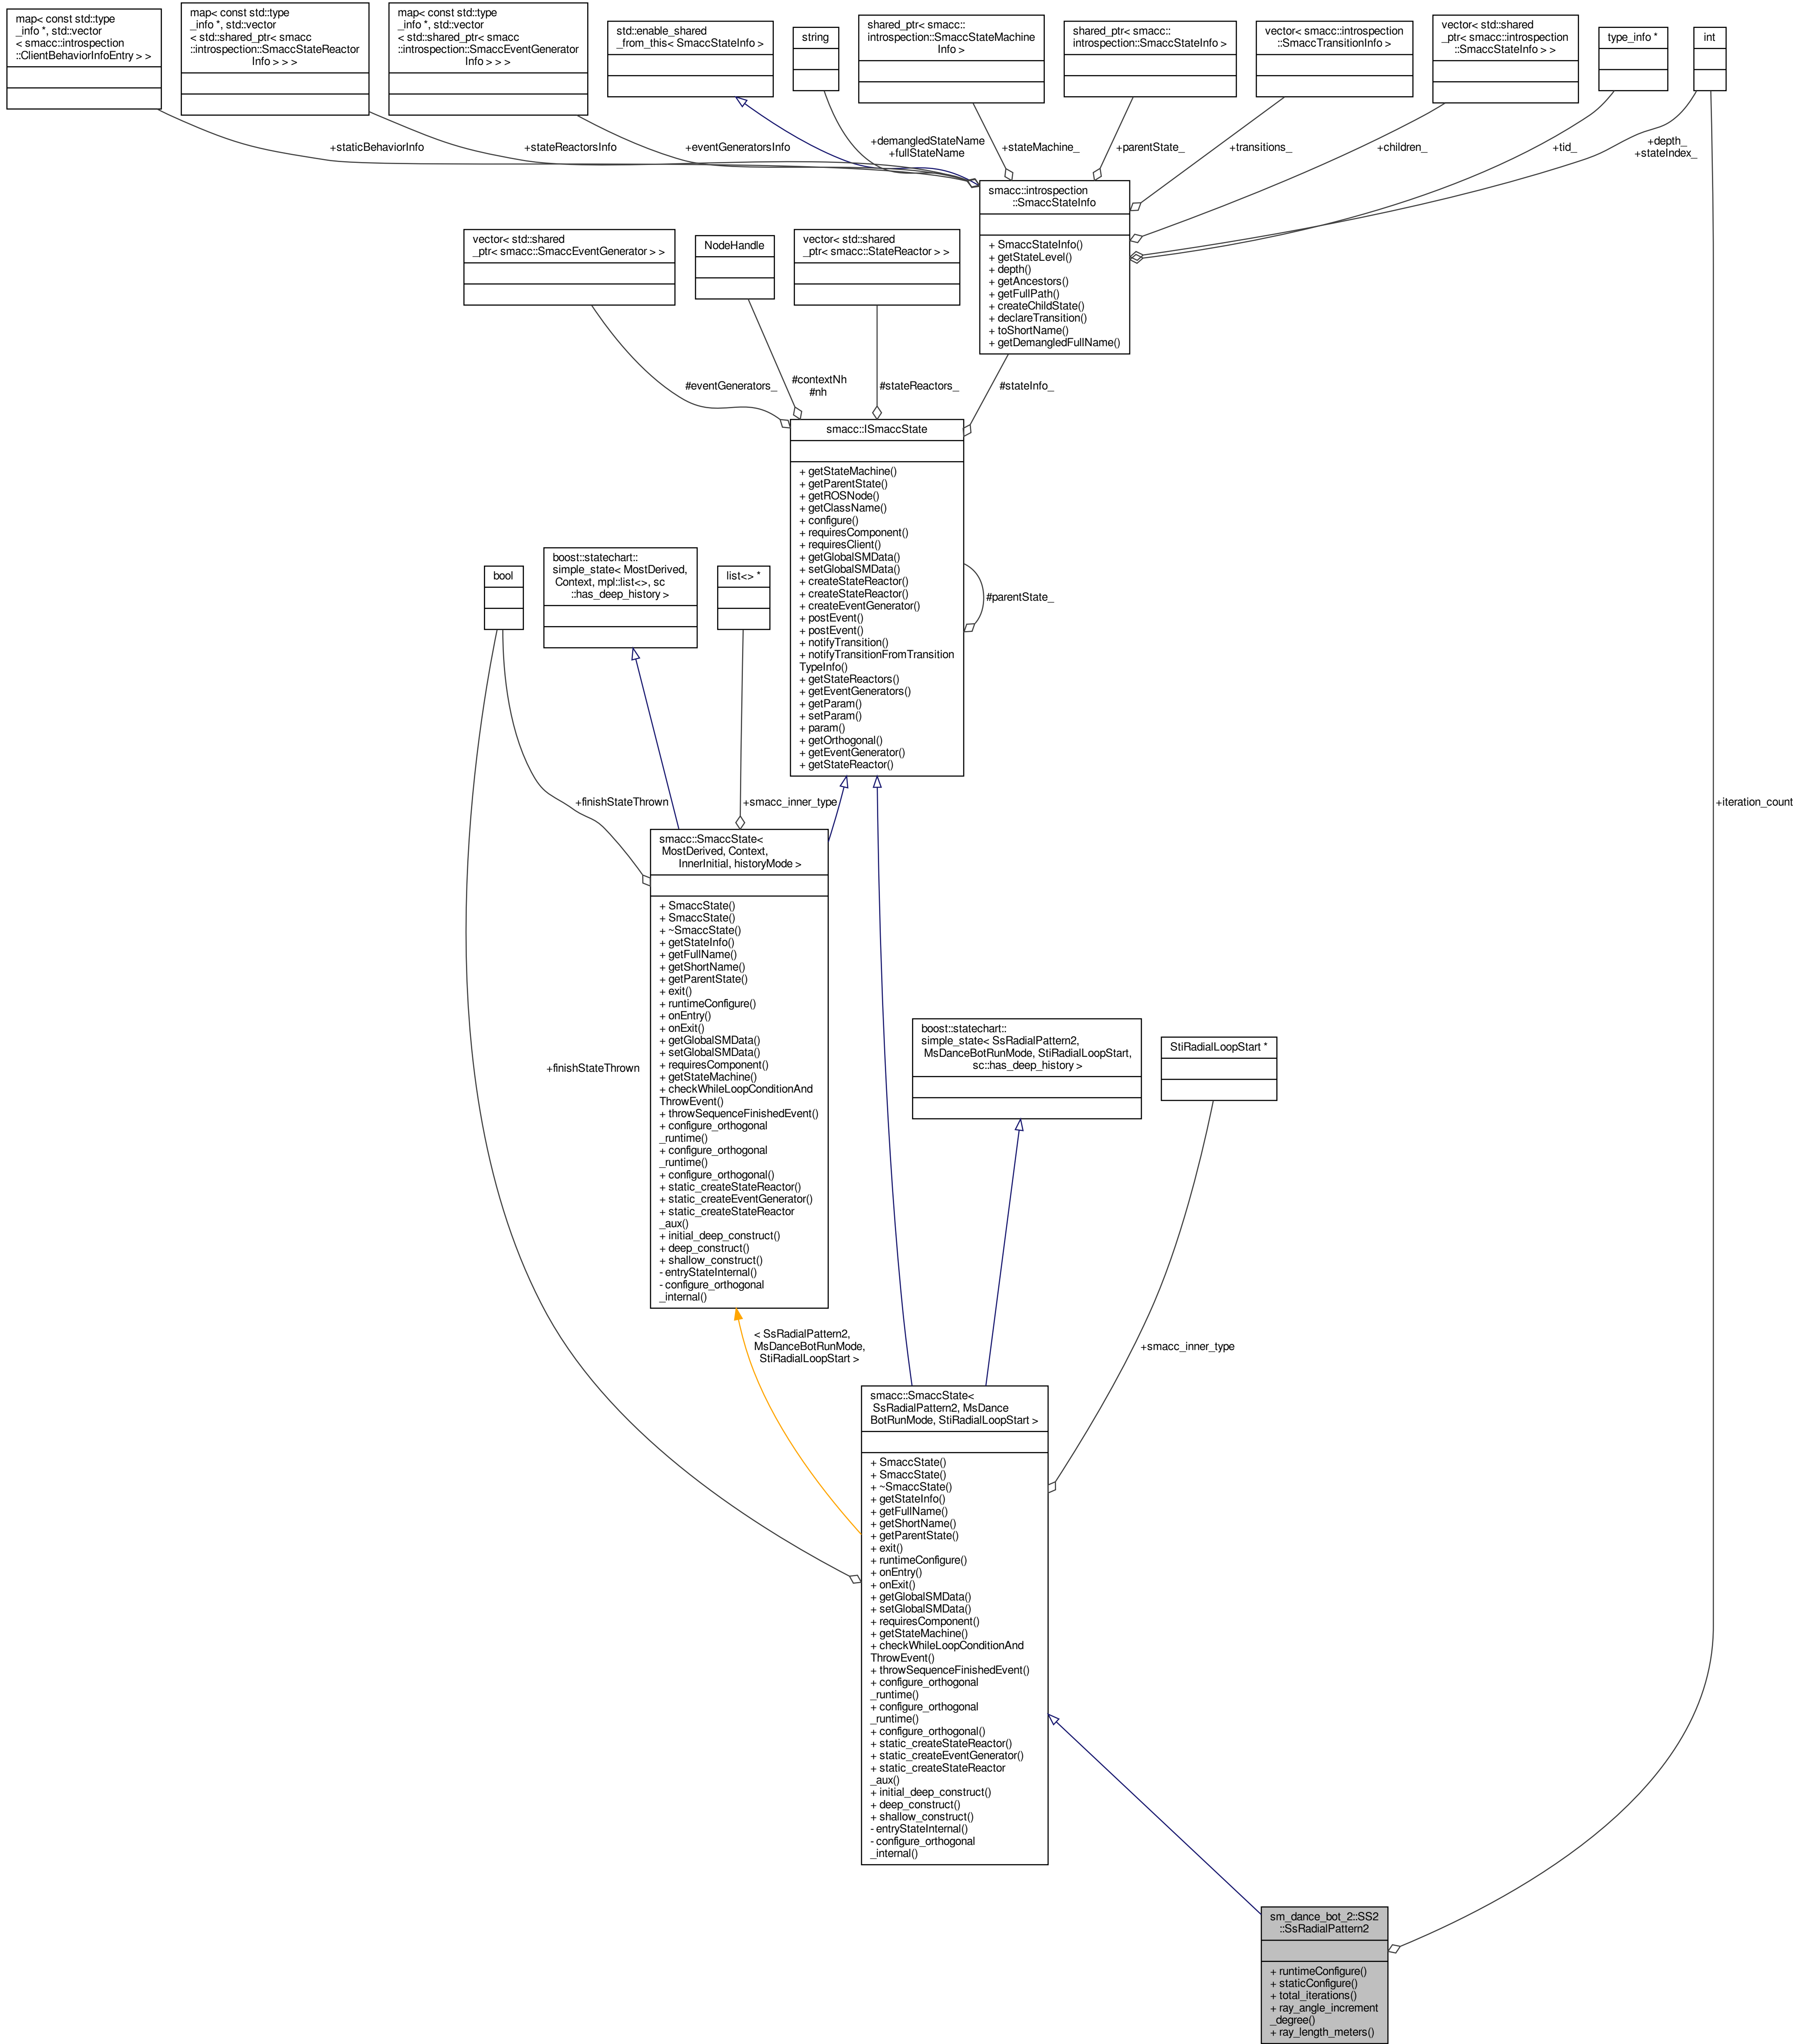 map< const std::type
_info *, std::vector
< smacc::introspection
::ClientBehaviorInfoEntry > >
map< const std::type
_info *, std::vector
< std::shared_ptr< smacc
::introspection::SmaccStateReactor
Info > > >
map< const std::type
_info *, std::vector
< std::shared_ptr< smacc
::introspection::SmaccEventGenerator
Info > > >
std::enable_shared
_from_this< SmaccStateInfo >
string
shared_ptr< smacc::
introspection::SmaccStateMachine
Info >
shared_ptr< smacc::
introspection::SmaccStateInfo >
vector< smacc::introspection
::SmaccTransitionInfo >
vector< std::shared
_ptr< smacc::introspection
::SmaccStateInfo > >
type_info *
int
+staticBehaviorInfo
+stateReactorsInfo
+eventGeneratorsInfo
+demangledStateName
+fullStateName
+stateMachine_
+parentState_
+transitions_
+children_
+tid_
+depth_
+stateIndex_
smacc::introspection
::SmaccStateInfo
+ SmaccStateInfo()
+ getStateLevel()
+ depth()
+ getAncestors()
+ getFullPath()
+ createChildState()
+ declareTransition()
+ toShortName()
+ getDemangledFullName()
vector< std::shared
_ptr< smacc::SmaccEventGenerator > >
NodeHandle
vector< std::shared
_ptr< smacc::StateReactor > >
#eventGenerators_
#contextNh
#nh
#stateReactors_
#stateInfo_
smacc::ISmaccState
+ getStateMachine()
+ getParentState()
+ getROSNode()
+ getClassName()
+ configure()
+ requiresComponent()
+ requiresClient()
+ getGlobalSMData()
+ setGlobalSMData()
+ createStateReactor()
+ createStateReactor()
+ createEventGenerator()
+ postEvent()
+ postEvent()
+ notifyTransition()
+ notifyTransitionFromTransition
TypeInfo()
+ getStateReactors()
+ getEventGenerators()
+ getParam()
+ setParam()
+ param()
+ getOrthogonal()
+ getEventGenerator()
+ getStateReactor()
#parentState_
bool
boost::statechart::
simple_state< MostDerived,
Context, mpl::list<>, sc
::has_deep_history >
list<> *
+finishStateThrown
+smacc_inner_type
+iteration_count
smacc::SmaccState<
MostDerived, Context,
InnerInitial, historyMode >
+ SmaccState()
+ SmaccState()
+ ~SmaccState()
+ getStateInfo()
+ getFullName()
+ getShortName()
+ getParentState()
+ exit()
+ runtimeConfigure()
+ onEntry()
+ onExit()
+ getGlobalSMData()
+ setGlobalSMData()
+ requiresComponent()
+ getStateMachine()
+ checkWhileLoopConditionAnd
ThrowEvent()
+ throwSequenceFinishedEvent()
+ configure_orthogonal
_runtime()
+ configure_orthogonal
_runtime()
+ configure_orthogonal()
+ static_createStateReactor()
+ static_createEventGenerator()
+ static_createStateReactor
_aux()
+ initial_deep_construct()
+ deep_construct()
+ shallow_construct()
- entryStateInternal()
- configure_orthogonal
_internal()
+finishStateThrown
boost::statechart::
simple_state< SsRadialPattern2,
MsDanceBotRunMode, StiRadialLoopStart,
sc::has_deep_history >
StiRadialLoopStart *
< SsRadialPattern2,
MsDanceBotRunMode,
StiRadialLoopStart >
+smacc_inner_type
smacc::SmaccState<
SsRadialPattern2, MsDance
BotRunMode, StiRadialLoopStart >
+ SmaccState()
+ SmaccState()
+ ~SmaccState()
+ getStateInfo()
+ getFullName()
+ getShortName()
+ getParentState()
+ exit()
+ runtimeConfigure()
+ onEntry()
+ onExit()
+ getGlobalSMData()
+ setGlobalSMData()
+ requiresComponent()
+ getStateMachine()
+ checkWhileLoopConditionAnd
ThrowEvent()
+ throwSequenceFinishedEvent()
+ configure_orthogonal
_runtime()
+ configure_orthogonal
_runtime()
+ configure_orthogonal()
+ static_createStateReactor()
+ static_createEventGenerator()
+ static_createStateReactor
_aux()
+ initial_deep_construct()
+ deep_construct()
+ shallow_construct()
- entryStateInternal()
- configure_orthogonal
_internal()
sm_dance_bot_2::SS2
::SsRadialPattern2
+ runtimeConfigure()
+ staticConfigure()
+ total_iterations()
+ ray_angle_increment
_degree()
+ ray_length_meters()